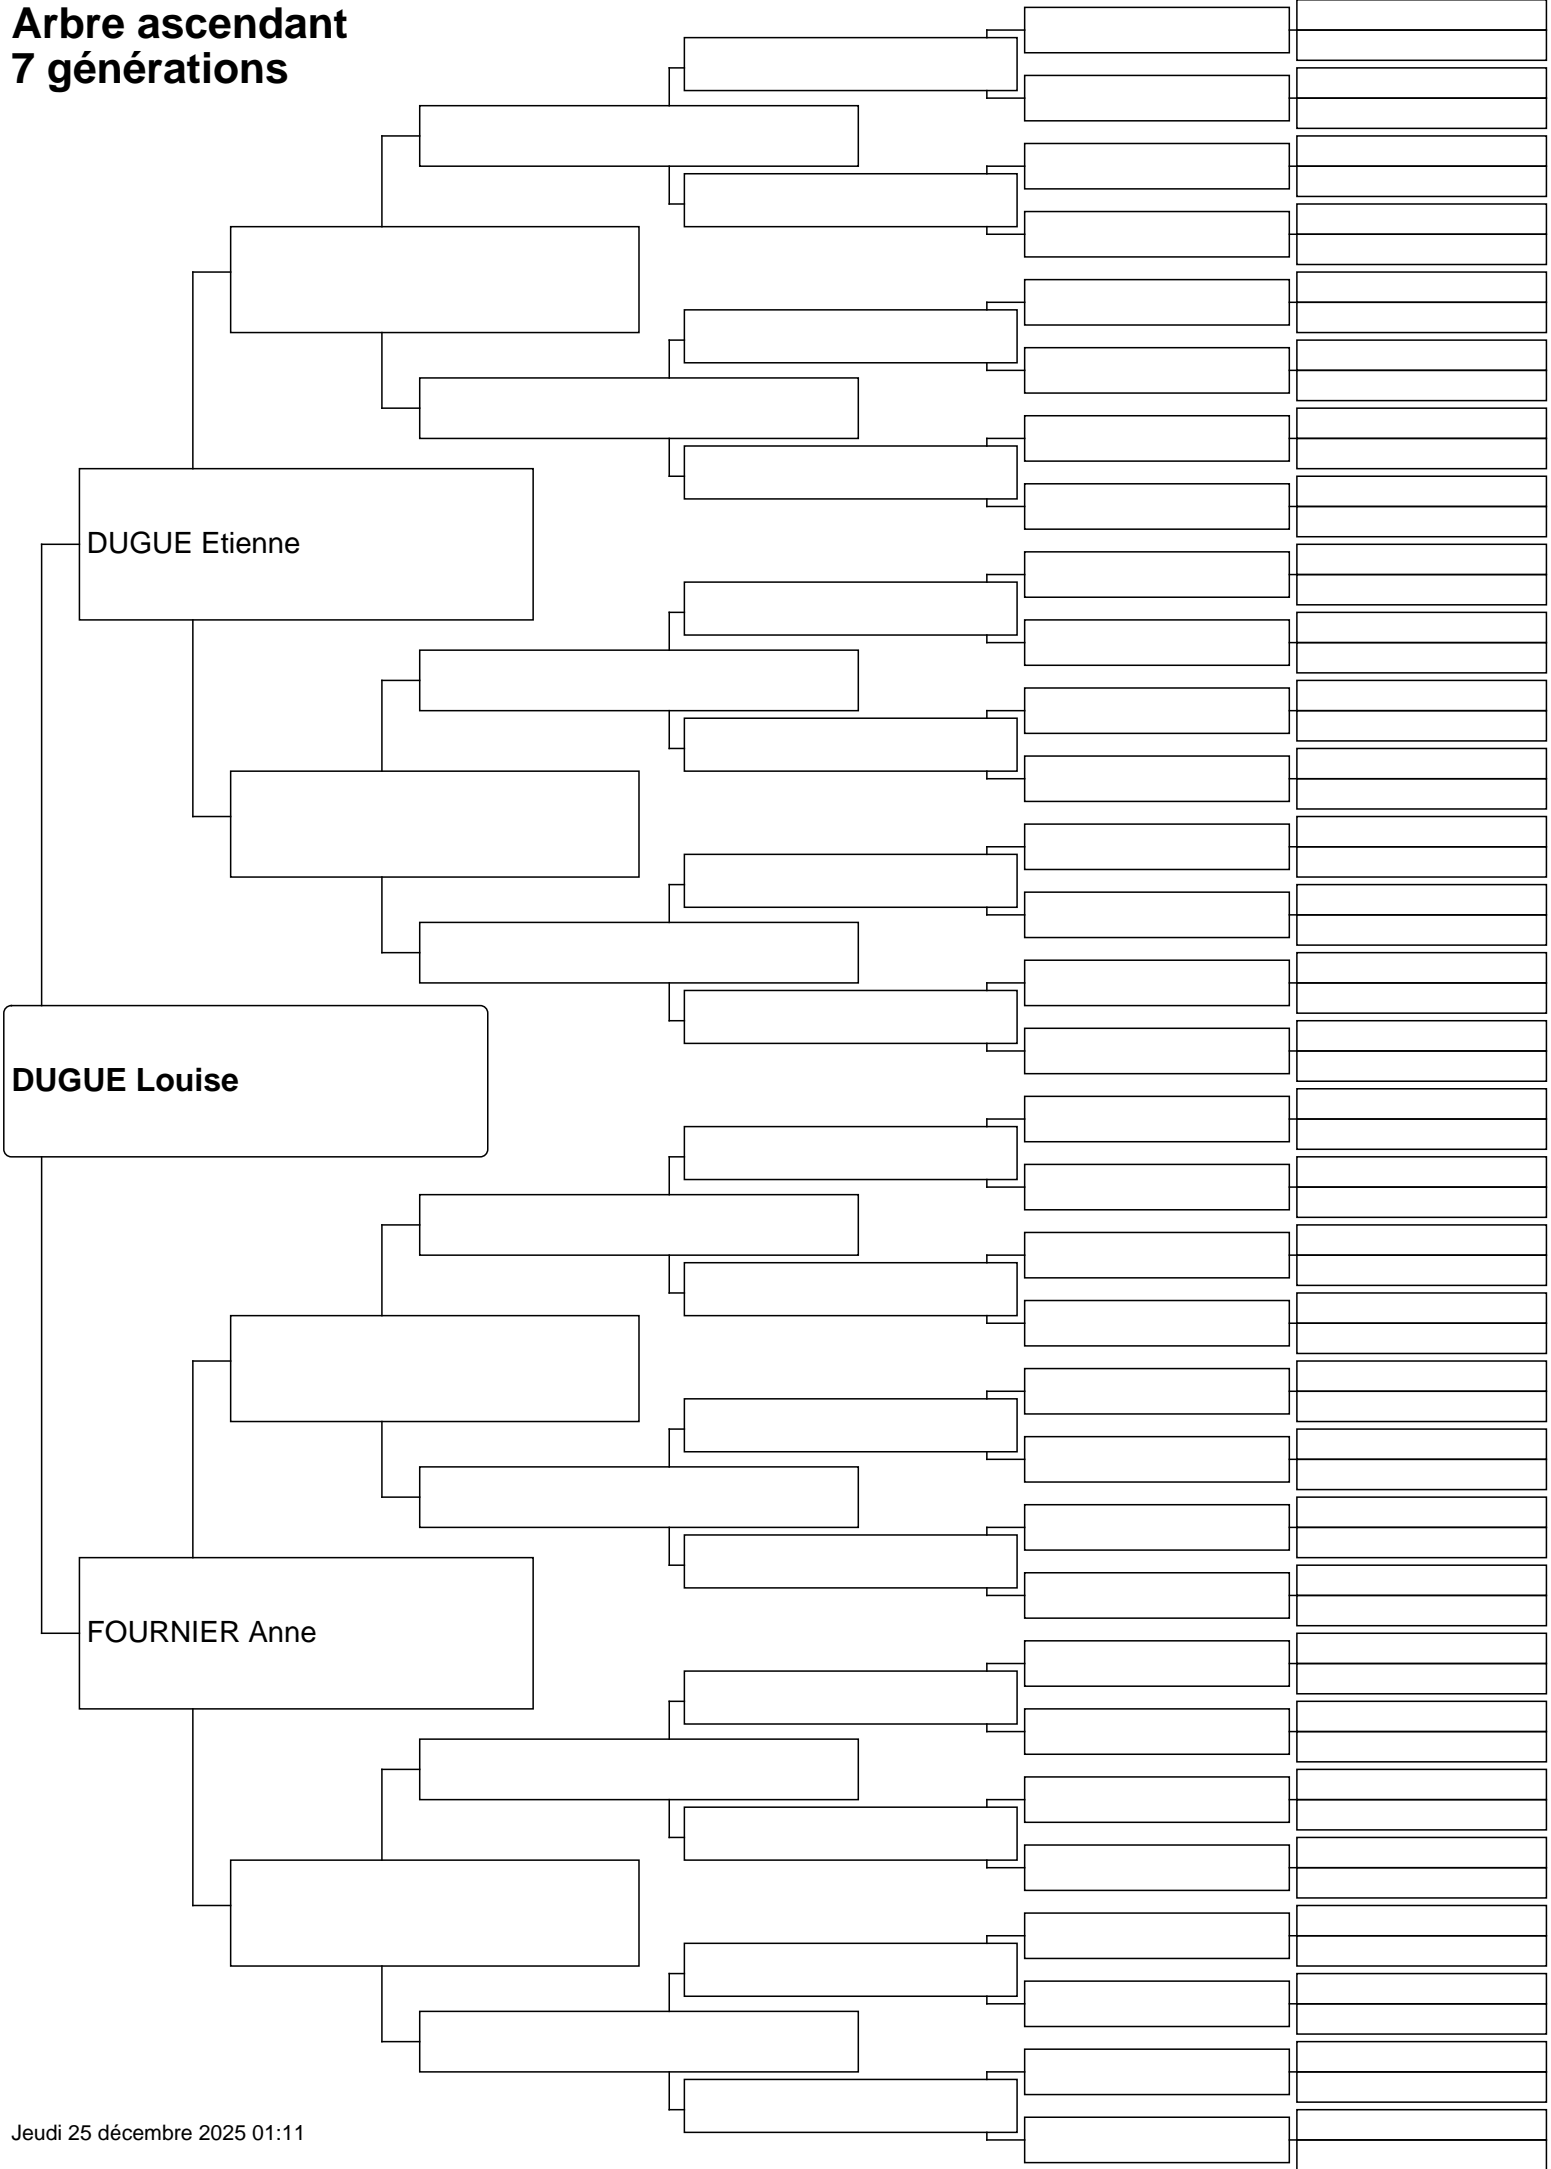 Arbre ascendant
7 générations
DUGUE Etienne
DUGUE Louise
FOURNIER Anne
Jeudi 25 décembre 2025 01:11